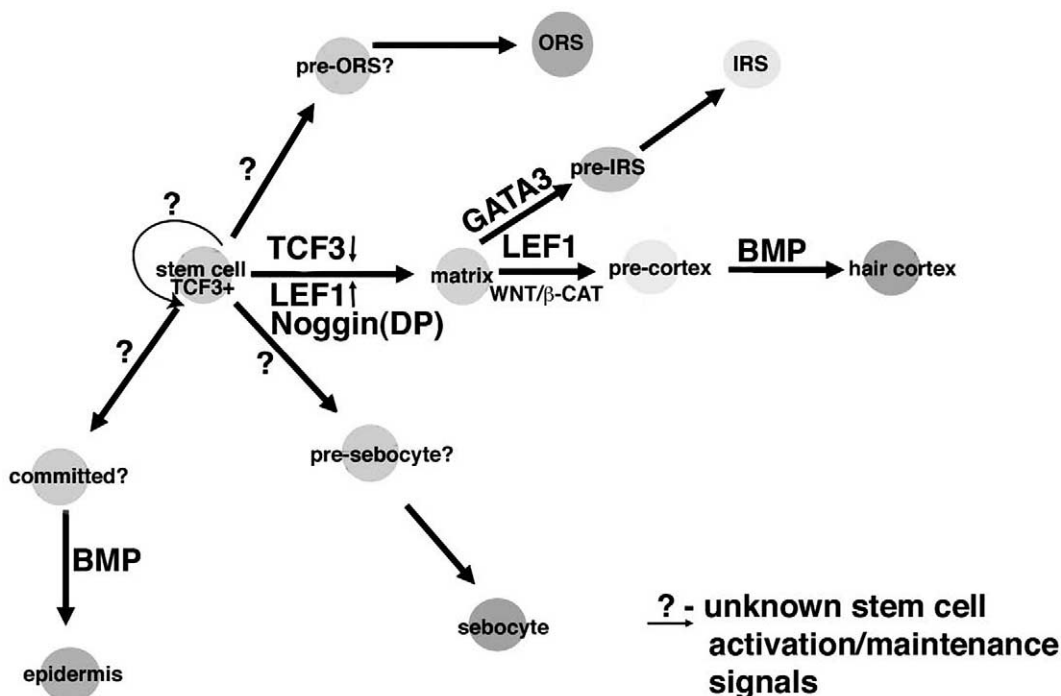 ORS
pre-ORS?
IRS
?
pre-IRS
GATA3
?
TCF3↓
LEF1
BMP
stem cell
TCF3+
matrix
pre-cortex
hair cortex
WNT/β-CAT
LEF1↑
Noggin(DP)
?
?
committed?
pre-sebocyte?
BMP
sebocyte
epidermis
? - unknown stem cell
activation/maintenance
signals